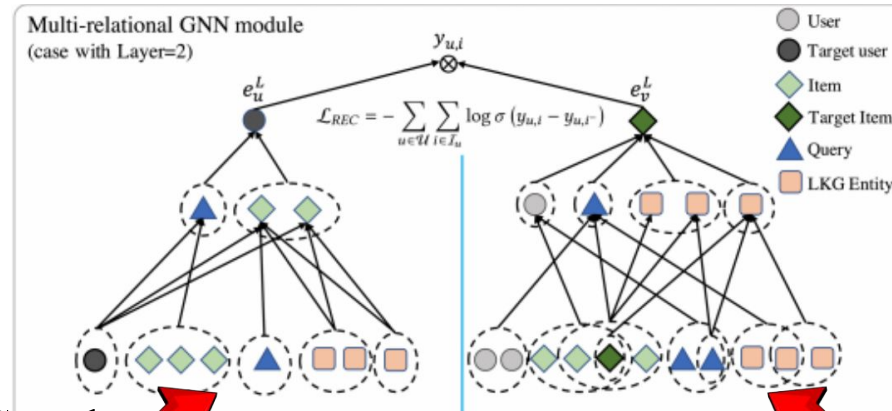 Multi-relational GNN module
(case with Layer=2)
y_{u,i}
e_u^L
e_v^L
ℒ_{REC} = − ∑_{u∈𝒰} ∑_{i∈ℐ_u} log σ (y_{u,i} − y_{u,i^-})
User
Target user
Item
Target Item
Query
LKG Entity